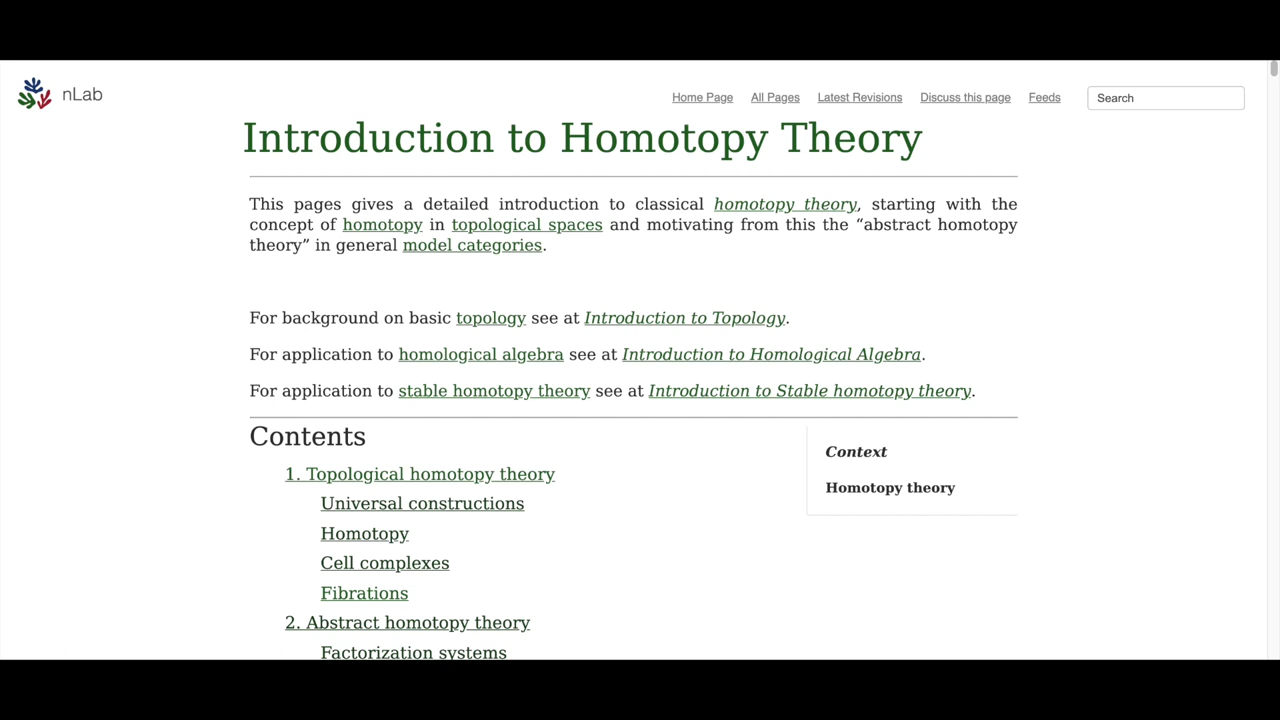 nLab
Home Page All Pages Latest Revisions Discuss this page Feeds Search
Introduction to Homotopy Theory
This pages gives a detailed introduction to classical homotopy theory, starting with the
concept of homotopy in topological spaces and motivating from this the “abstract homotopy
theory” in general model categories.
For background on basic topology see at Introduction to Topology.
For application to homological algebra see at Introduction to Homological Algebra.
For application to stable homotopy theory see at Introduction to Stable homotopy theory.
Contents
Context
Homotopy theory
1. Topological homotopy theory
Universal constructions
Homotopy
Cell complexes
Fibrations
2. Abstract homotopy theory
Factorization systems